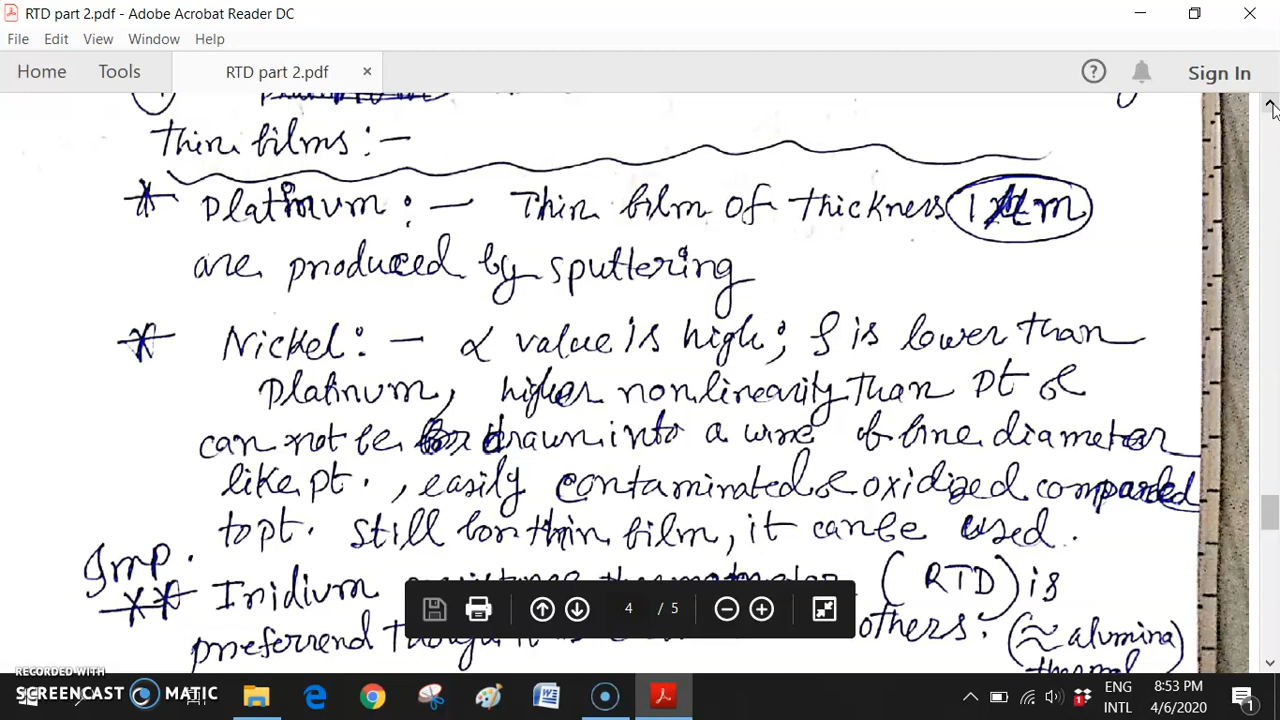 RTD part 2.pdf - Adobe Acrobat Reader DC
File Edit View Window Help
Home Tools RTD part 2.pdf × Sign In
thin films :-
* Platinum : - Thin film of thickness 1μm
are produced by sputtering
* Nickel : - α value is high ; ρ is lower than
Platinum, higher nonlinearity than Pt &
can not be drawn into a wire of fine diameter
like pt. , easily contaminated & oxidized compared
to pt. still for thin film, it can be used.
Imp.
** Iridium (RTD) is
preferrend others. (≈ alumina
thermal
4 / 5
RECORDED WITH
SCREENCAST MATIC
ENG
INTL
8:53 PM
4/6/2020
1